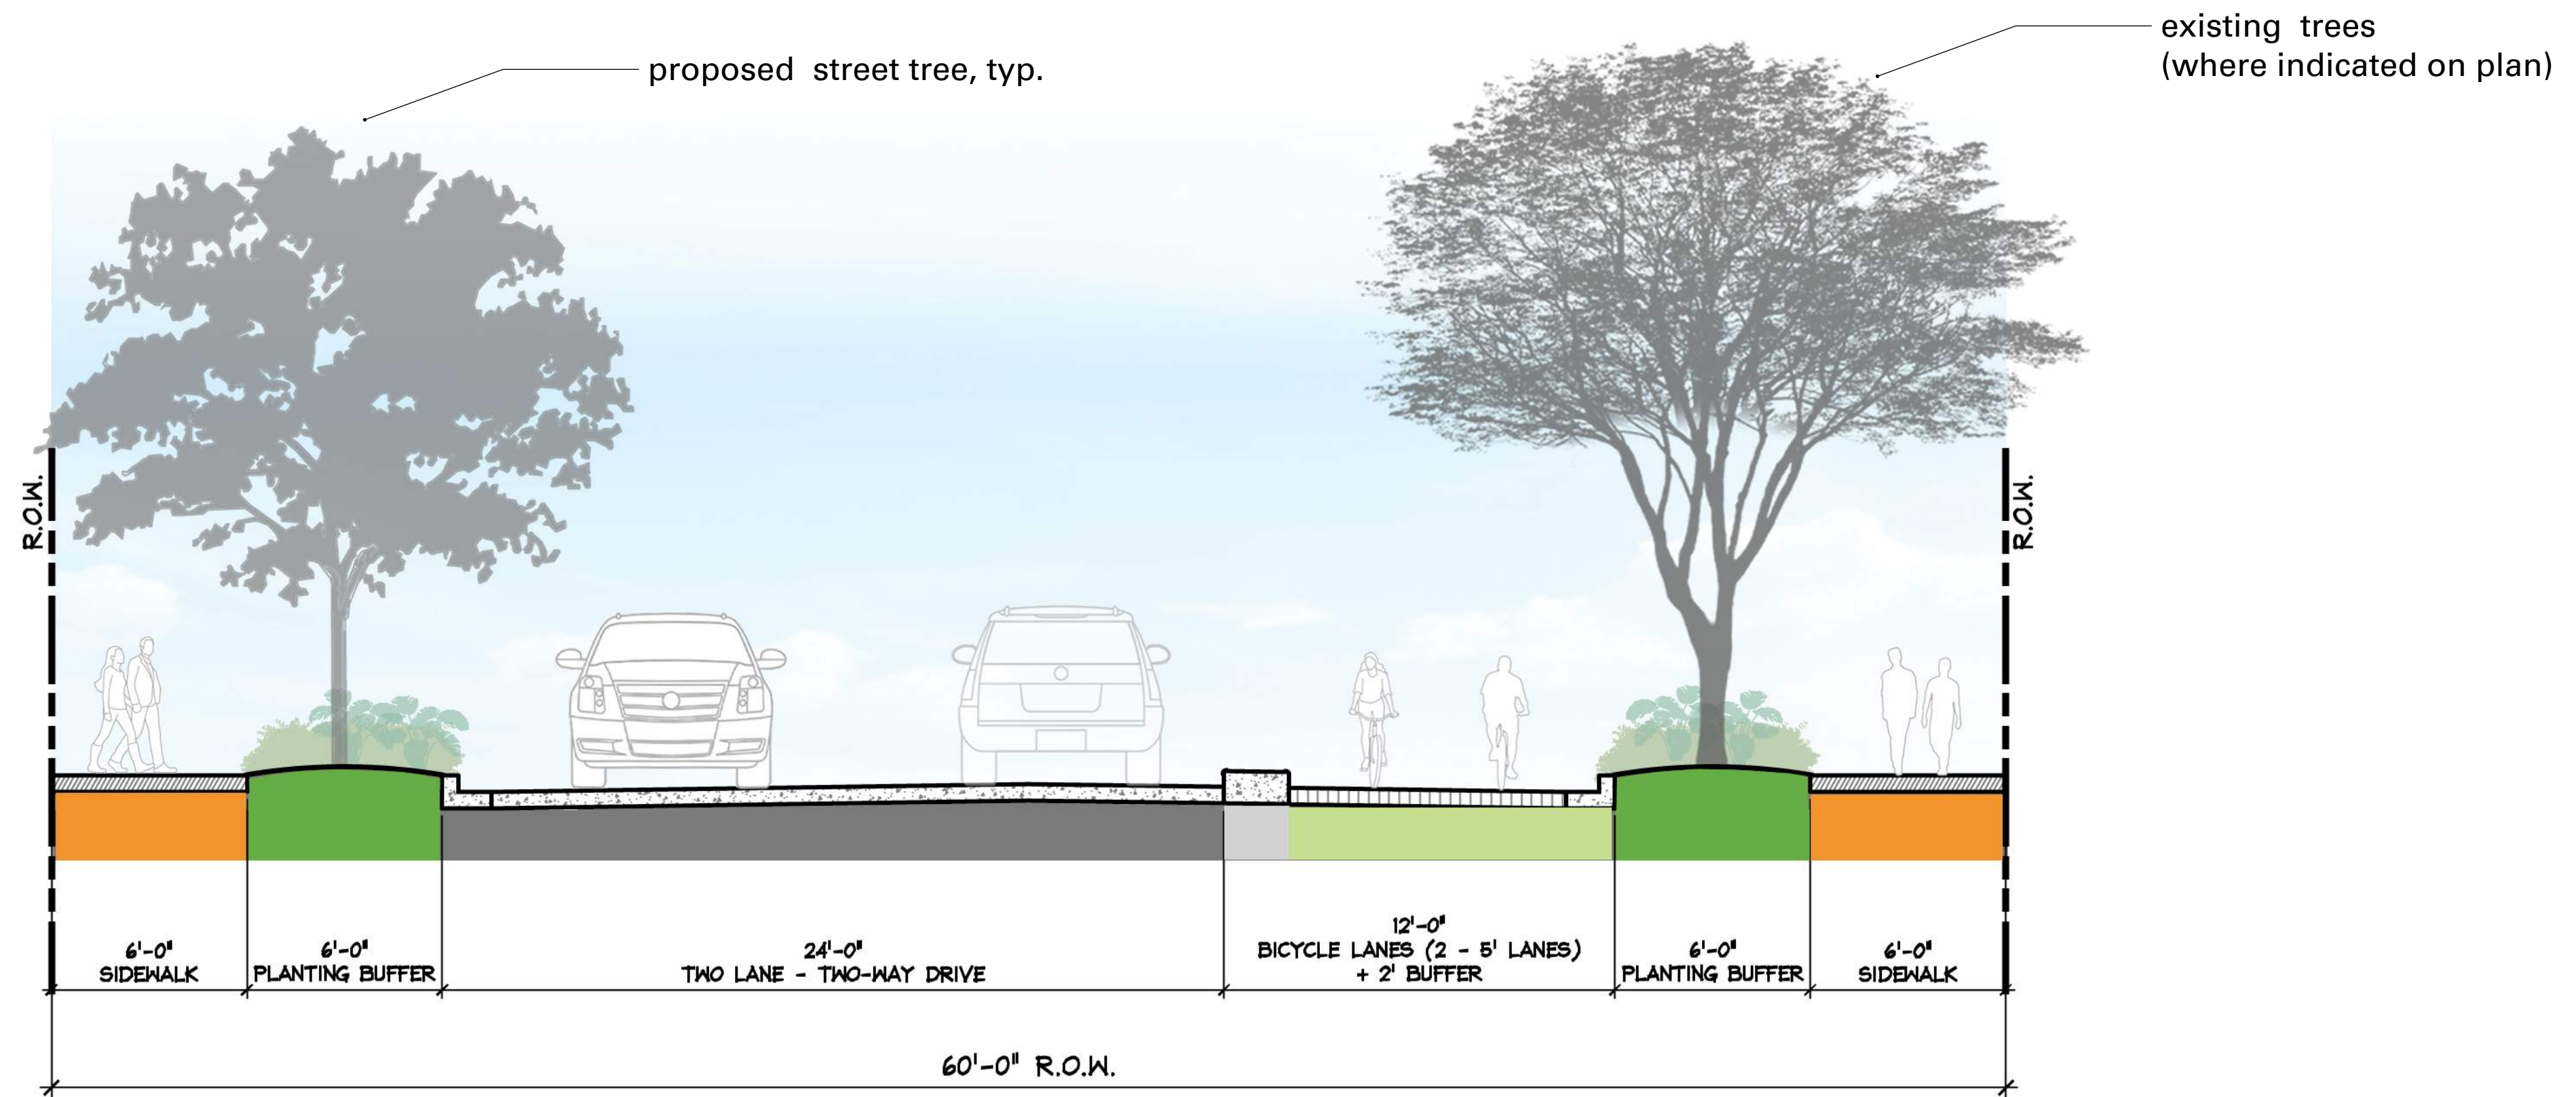 existing trees
(where indicated on plan)
proposed street tree, typ.
R.O.W.
R.O.W.
6'-0"
SIDEWALK
6'-0"
PLANTING BUFFER
24'-0"
TWO LANE - TWO-WAY DRIVE
12'-0"
BICYCLE LANES (2 - 5' LANES)
+ 2' BUFFER
6'-0"
PLANTING BUFFER
6'-0"
SIDEWALK
60'-0" R.O.W.